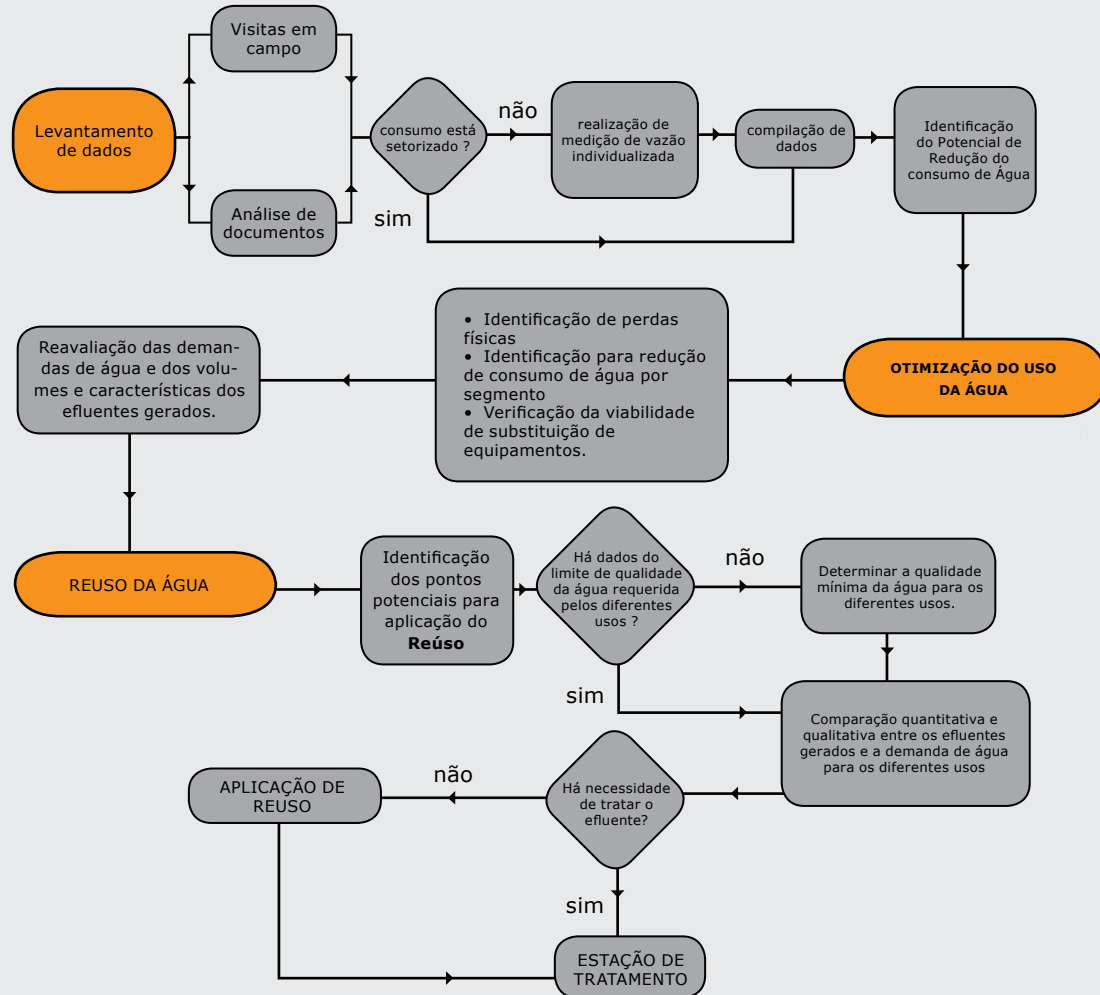 Visitas em
campo
Levantamento
de dados
Análise de
documentos
consumo está
setorizado ?
não
sim
realização de
medição de vazão
individualizada
compilação de
dados
Identificação
do Potencial de
Redução do
consumo de Água
OTIMIZAÇÃO DO USO
DA ÁGUA
• Identificação de perdas
físicas
• Identificação para redução
de consumo de água por
segmento
• Verificação da viabilidade
de substituição de
equipamentos.
Reavaliação das deman-
das de água e dos volu-
mes e características dos
efluentes gerados.
REUSO DA ÁGUA
Identificação
dos pontos
potenciais para
aplicação do
Reúso
Há dados do
limite de qualidade
da água requerida
pelos diferentes
usos ?
não
sim
Determinar a qualidade
mínima da água para os
diferentes usos.
Comparação quantitativa e
qualitativa entre os efluentes
gerados e a demanda de água
para os diferentes usos
Há necessidade
de tratar o
efluente?
não
sim
APLICAÇÃO DE
REUSO
ESTAÇÃO DE
TRATAMENTO